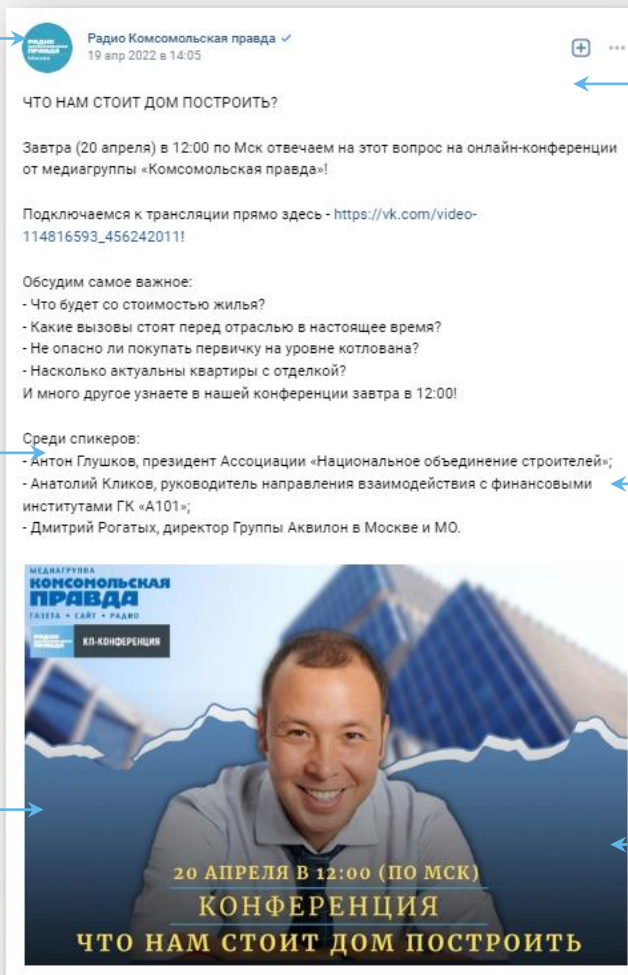 Радио Комсомольская правда
19 апр 2022 в 14:05
ЧТО НАМ СТОИТ ДОМ ПОСТРОИТЬ?
Завтра (20 апреля) в 12:00 по Мск отвечаем на этот вопрос на онлайн-конференции
от медиагруппы «Комсомольская правда»!
Подключаемся к трансляции прямо здесь - https://vk.com/video-
114816593_456242011!
Обсудим самое важное:
- Что будет со стоимостью жилья?
- Какие вызовы стоят перед отраслью в настоящее время?
- Не опасно ли покупать первичку на уровне котлована?
- Насколько актуальны квартиры с отделкой?
И много другое узнаете в нашей конференции завтра в 12:00!
Среди спикеров:
- Антон Глушков, президент Ассоциации «Национальное объединение строителей»;
- Анатолий Кликов, руководитель направления взаимодействия с финансовыми
институтами ГК «А101»;
- Дмитрий Рогатых, директор Группы Аквилон в Москве и МО.
МЕДИАГРУППА
КОМСОМОЛЬСКАЯ
ПРАВДА
ГАЗЕТА • САЙТ • РАДИО
КП-КОНФЕРЕНЦИЯ
20 АПРЕЛЯ В 12:00 (ПО МСК)
КОНФЕРЕНЦИЯ
ЧТО НАМ СТОИТ ДОМ ПОСТРОИТЬ